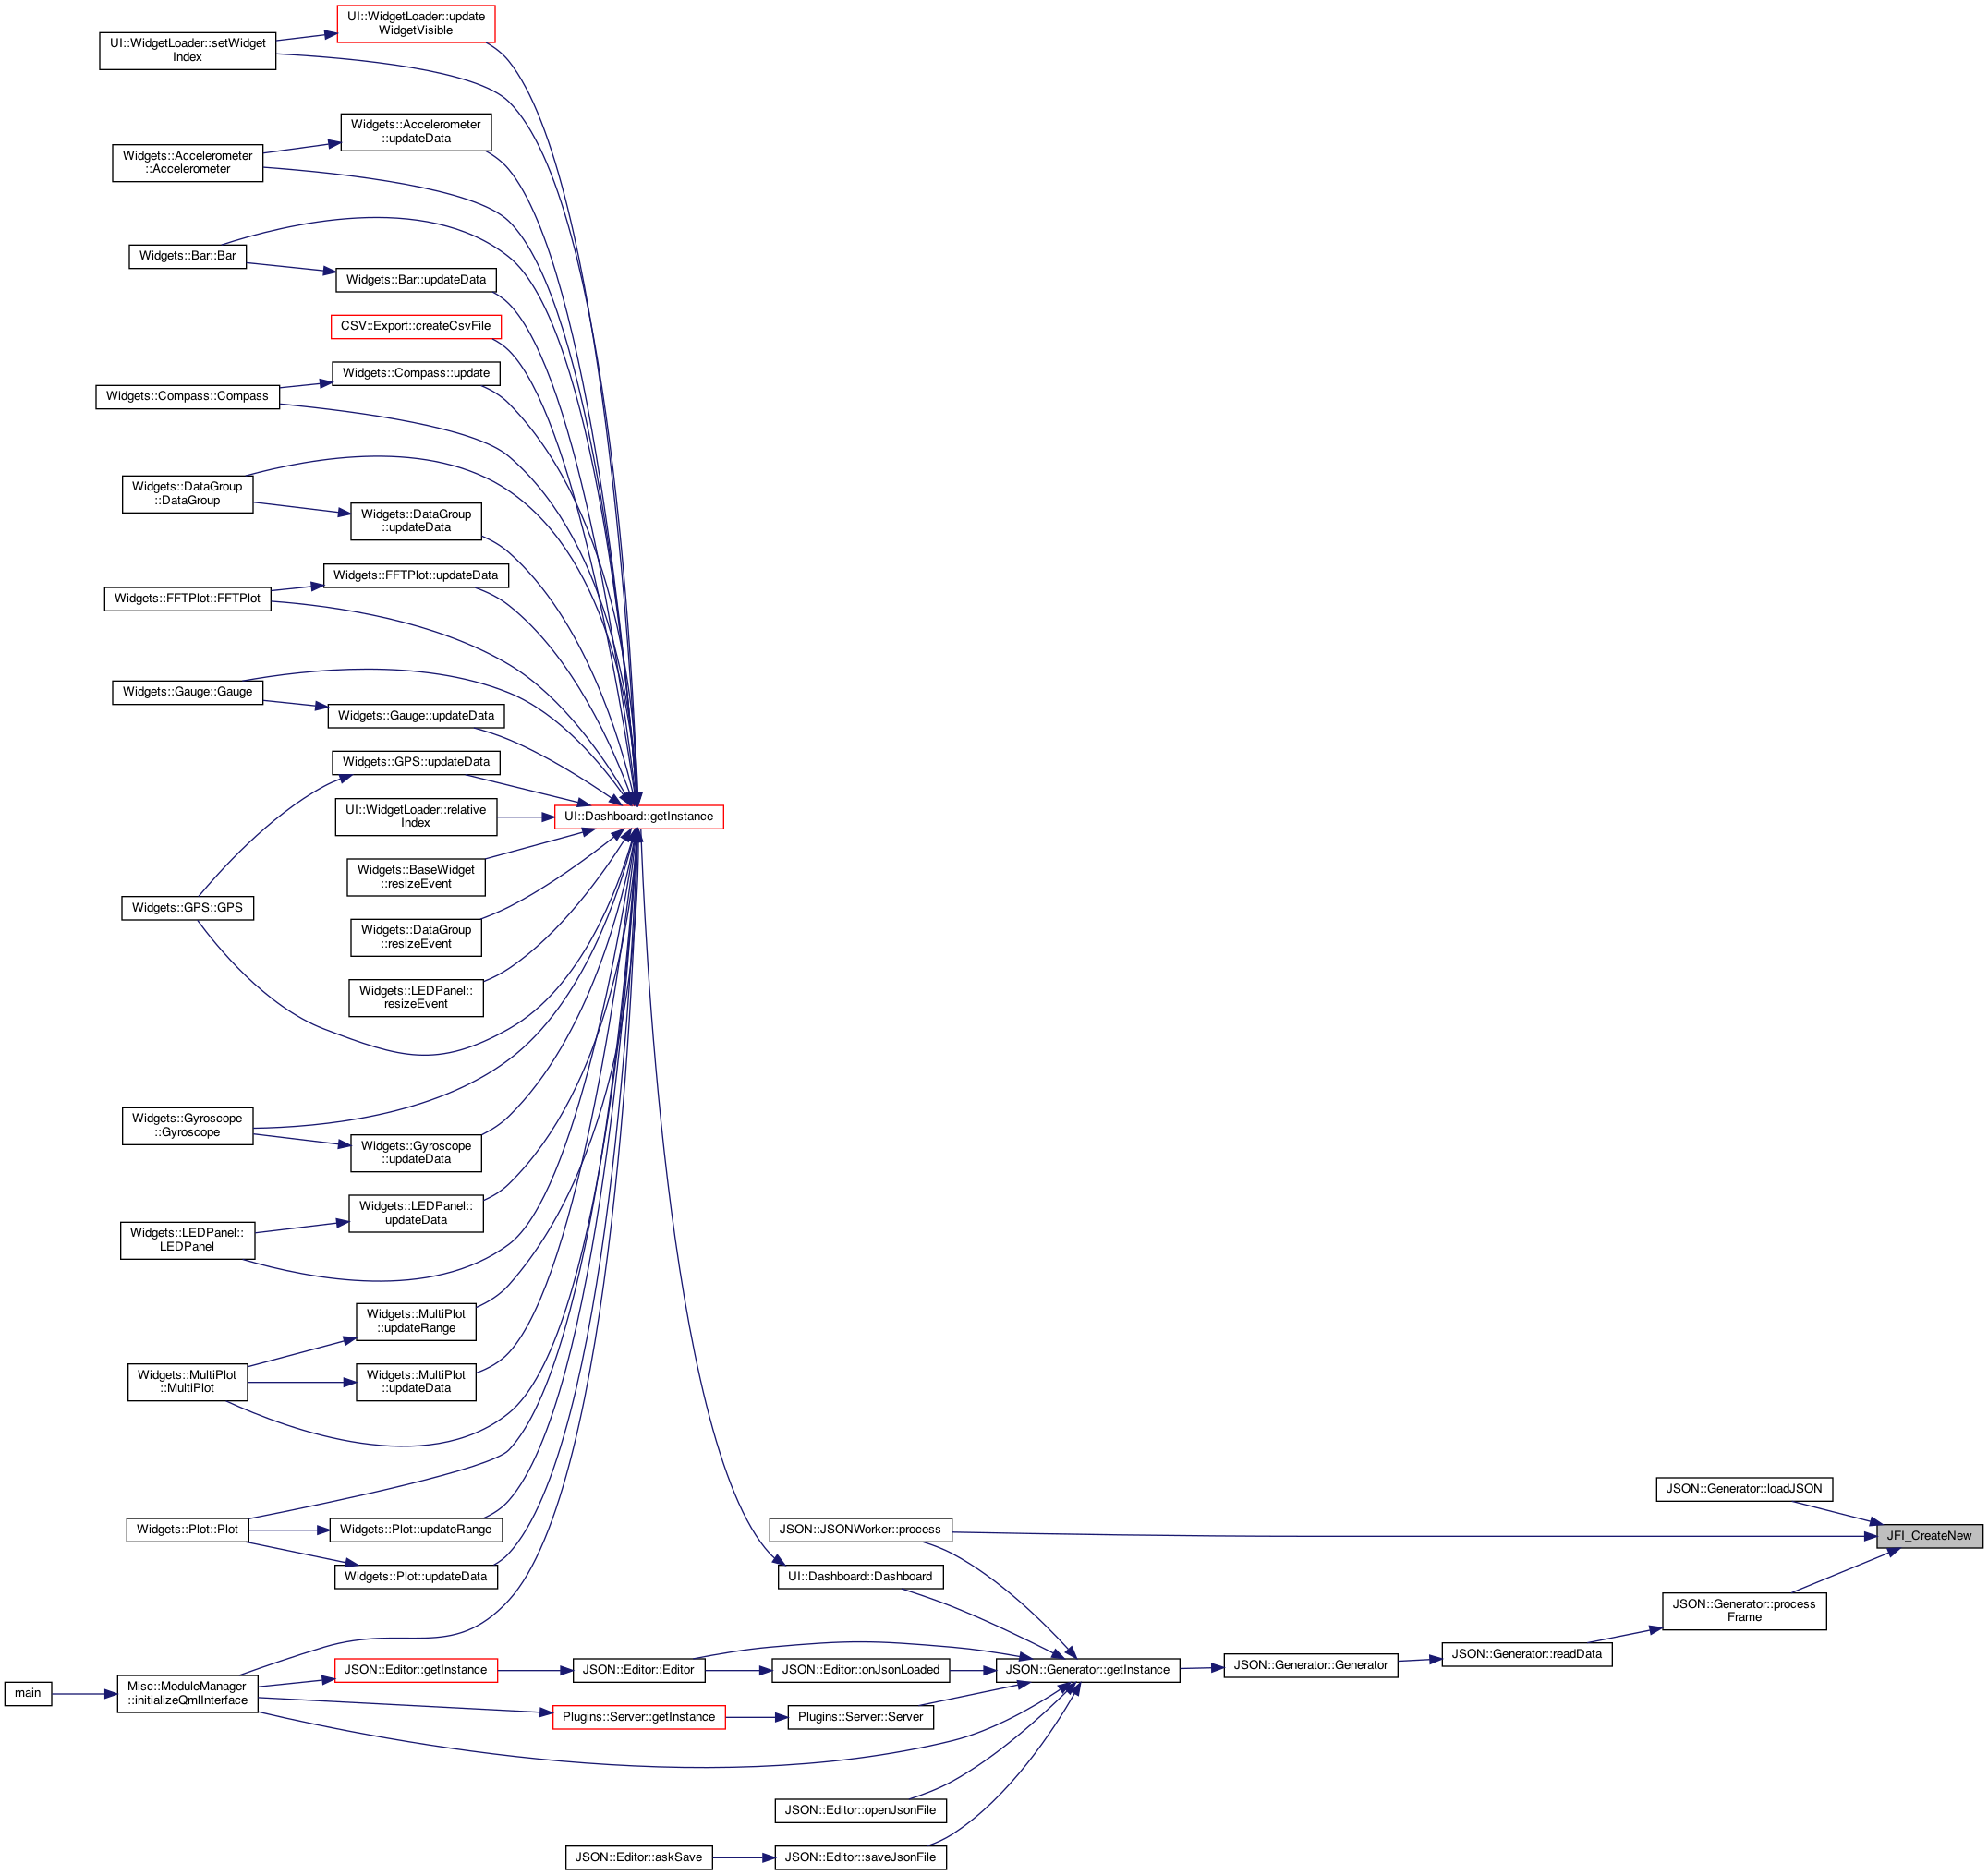 UI::WidgetLoader::update
WidgetVisible
UI::WidgetLoader::setWidget
Index
Widgets::Accelerometer
::updateData
Widgets::Accelerometer
::Accelerometer
Widgets::Bar::Bar
Widgets::Bar::updateData
CSV::Export::createCsvFile
Widgets::Compass::update
Widgets::Compass::Compass
Widgets::DataGroup
::DataGroup
Widgets::DataGroup
::updateData
Widgets::FFTPlot::updateData
Widgets::FFTPlot::FFTPlot
Widgets::Gauge::Gauge
Widgets::Gauge::updateData
Widgets::GPS::updateData
UI::WidgetLoader::relative
Index
UI::Dashboard::getInstance
Widgets::BaseWidget
::resizeEvent
Widgets::GPS::GPS
Widgets::DataGroup
::resizeEvent
Widgets::LEDPanel::
resizeEvent
Widgets::Gyroscope
::Gyroscope
Widgets::Gyroscope
::updateData
Widgets::LEDPanel::
updateData
Widgets::LEDPanel::
LEDPanel
Widgets::MultiPlot
::updateRange
Widgets::MultiPlot
::MultiPlot
Widgets::MultiPlot
::updateData
JSON::Generator::loadJSON
Widgets::Plot::Plot
Widgets::Plot::updateRange
JSON::JSONWorker::process
JFI_CreateNew
Widgets::Plot::updateData
UI::Dashboard::Dashboard
JSON::Generator::process
Frame
JSON::Generator::readData
JSON::Generator::Generator
JSON::Generator::getInstance
JSON::Editor::onJsonLoaded
JSON::Editor::Editor
JSON::Editor::getInstance
Misc::ModuleManager
::initializeQmlInterface
main
Plugins::Server::getInstance
Plugins::Server::Server
JSON::Editor::openJsonFile
JSON::Editor::askSave
JSON::Editor::saveJsonFile